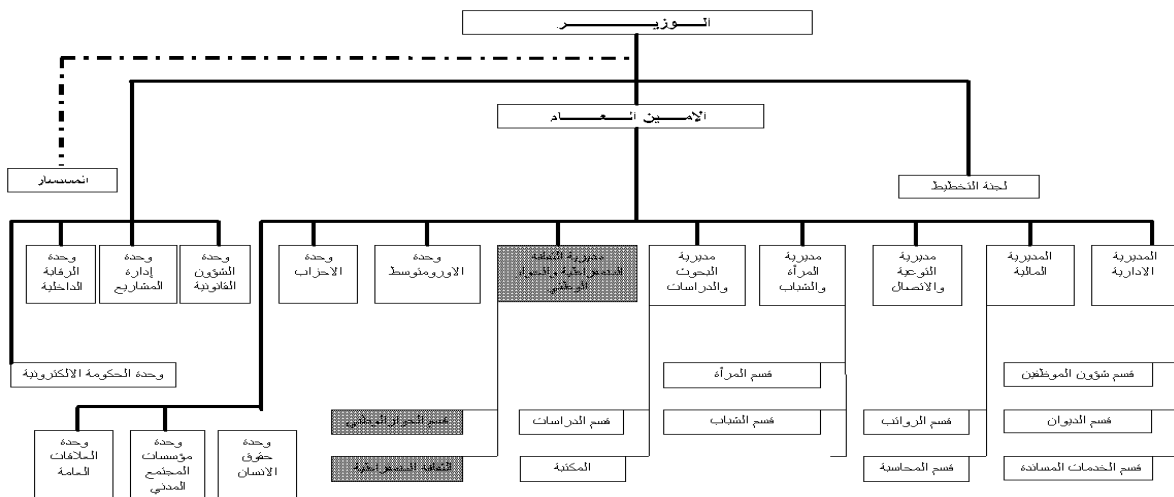 الــوزيــــــــر
الامـــين الـعـــــام
المستشار
لجنة التخطيط
المديرية
الادارية
المديرية
المالية
مديرية
التوعية
والاتصال
مديرية
المرأة
والشباب
مديرية
البحوث
والدراسات
مديرية الثقافة
الديمقراطية والحوار
الوطني
وحدة
الاورومتوسط
وحدة
الاحزاب
وحدة
الشؤون
القانونية
وحدة
إدارة
المشاريع
وحدة
الرقابة
الداخلية
وحدة الحكومة الالكترونية
قسم شؤون الموظفين
قسم المرأة
قسم الديوان
قسم الرواتب
قسم الشباب
قسم الدراسات
قسم الحوار الوطني
قسم الخدمات المساندة
قسم المحاسبة
المكتبة
الثقافة الديمقراطية
وحدة
حقوق
الانسان
وحدة
مؤسسات
المجتمع
المدني
وحدة
العلاقات
العامة